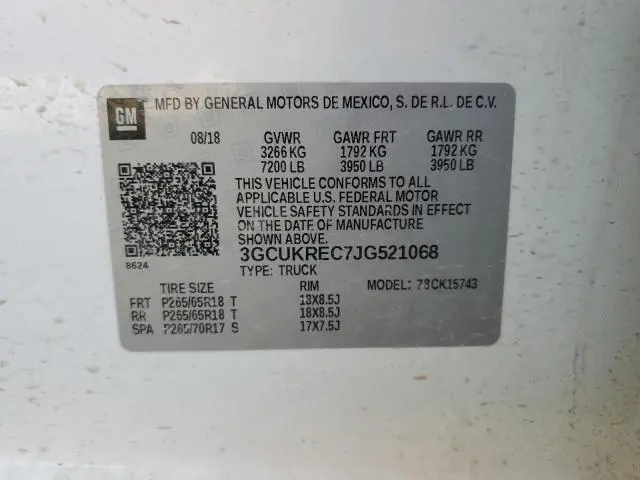 GM
MFD BY GENERAL MOTORS DE MEXICO, S. DE R.L. DE C.V.
08/18 GVWR GAWR FRT GAWR RR
3266 KG 1792 KG 1792 KG
7200 LB 3950 LB 3950 LB
THIS VEHICLE CONFORMS TO ALL
APPLICABLE U.S. FEDERAL MOTOR
VEHICLE SAFETY STANDARDS IN EFFECT
ON THE DATE OF MANUFACTURE
SHOWN ABOVE.
3GCUKREC7JG521068
8624
TYPE: TRUCK
TIRE SIZE RIM MODEL: 7SCK15743
FRT P265/65R18 T 18X8.5J
RR P265/65R18 T 18X8.5J
SPA P265/70R17 S 17X7.5J